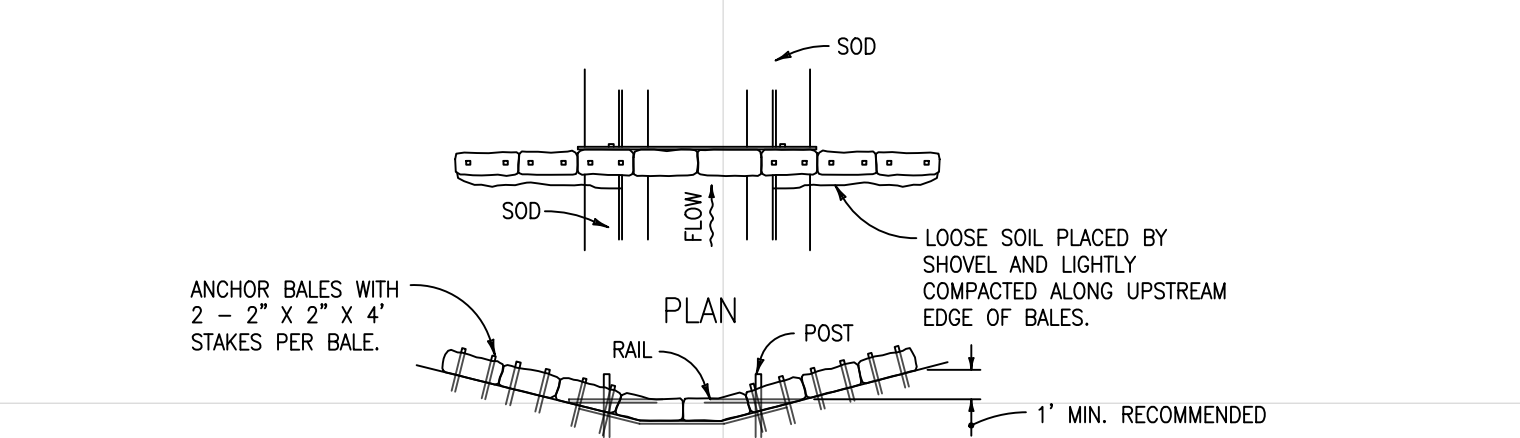 SOD
SOD
FLOW
LOOSE SOIL PLACED BY
SHOVEL AND LIGHTLY
COMPACTED ALONG UPSTREAM
EDGE OF BALES.
ANCHOR BALES WITH
2 – 2" X 2" X 4'
STAKES PER BALE.
PLAN
RAIL
POST
1' MIN. RECOMMENDED